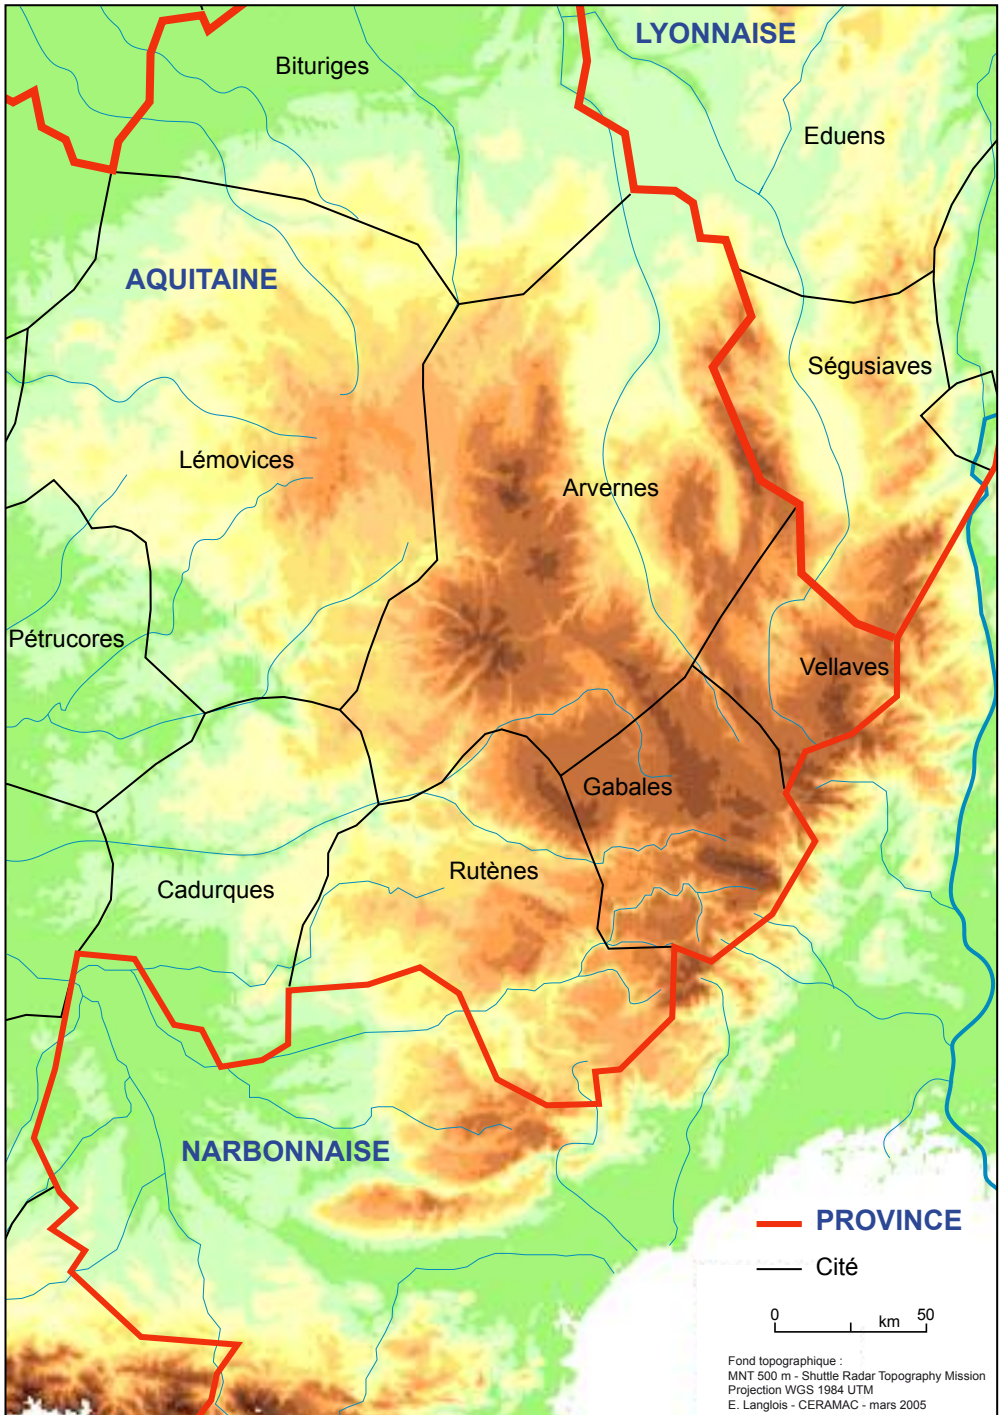 LYONNAISE
Bituriges
Eduens
AQUITAINE
Ségusiaves
Lémovices
Arvernes
Pétrucores
Vellaves
Gabales
Rutènes
Cadurques
NARBONNAISE
PROVINCE
Cité
0 50
km
Fond topographique :
MNT 500 m - Shuttle Radar Topography Mission
Projection WGS 1984 UTM
E. Langlois - CERAMAC - mars 2005